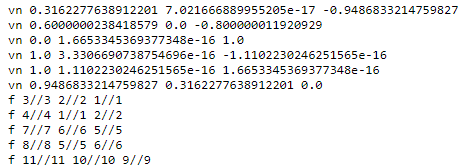 vn 0.3162277638912201 7.021666889955205e-17 -0.9486833214759827
vn 0.6000000238418579 0.0 -0.800000011920929
vn 0.0 1.6653345369377348e-16 1.0
vn 1.0 3.3306690738754696e-16 -1.1102230246251565e-16
vn 1.0 1.1102230246251565e-16 1.6653345369377348e-16
vn 0.9486833214759827 0.3162277638912201 0.0
f 3//3 2//2 1//1
f 4//4 1//1 2//2
f 7//7 6//6 5//5
f 8//8 5//5 6//6
f 11//11 10//10 9//9